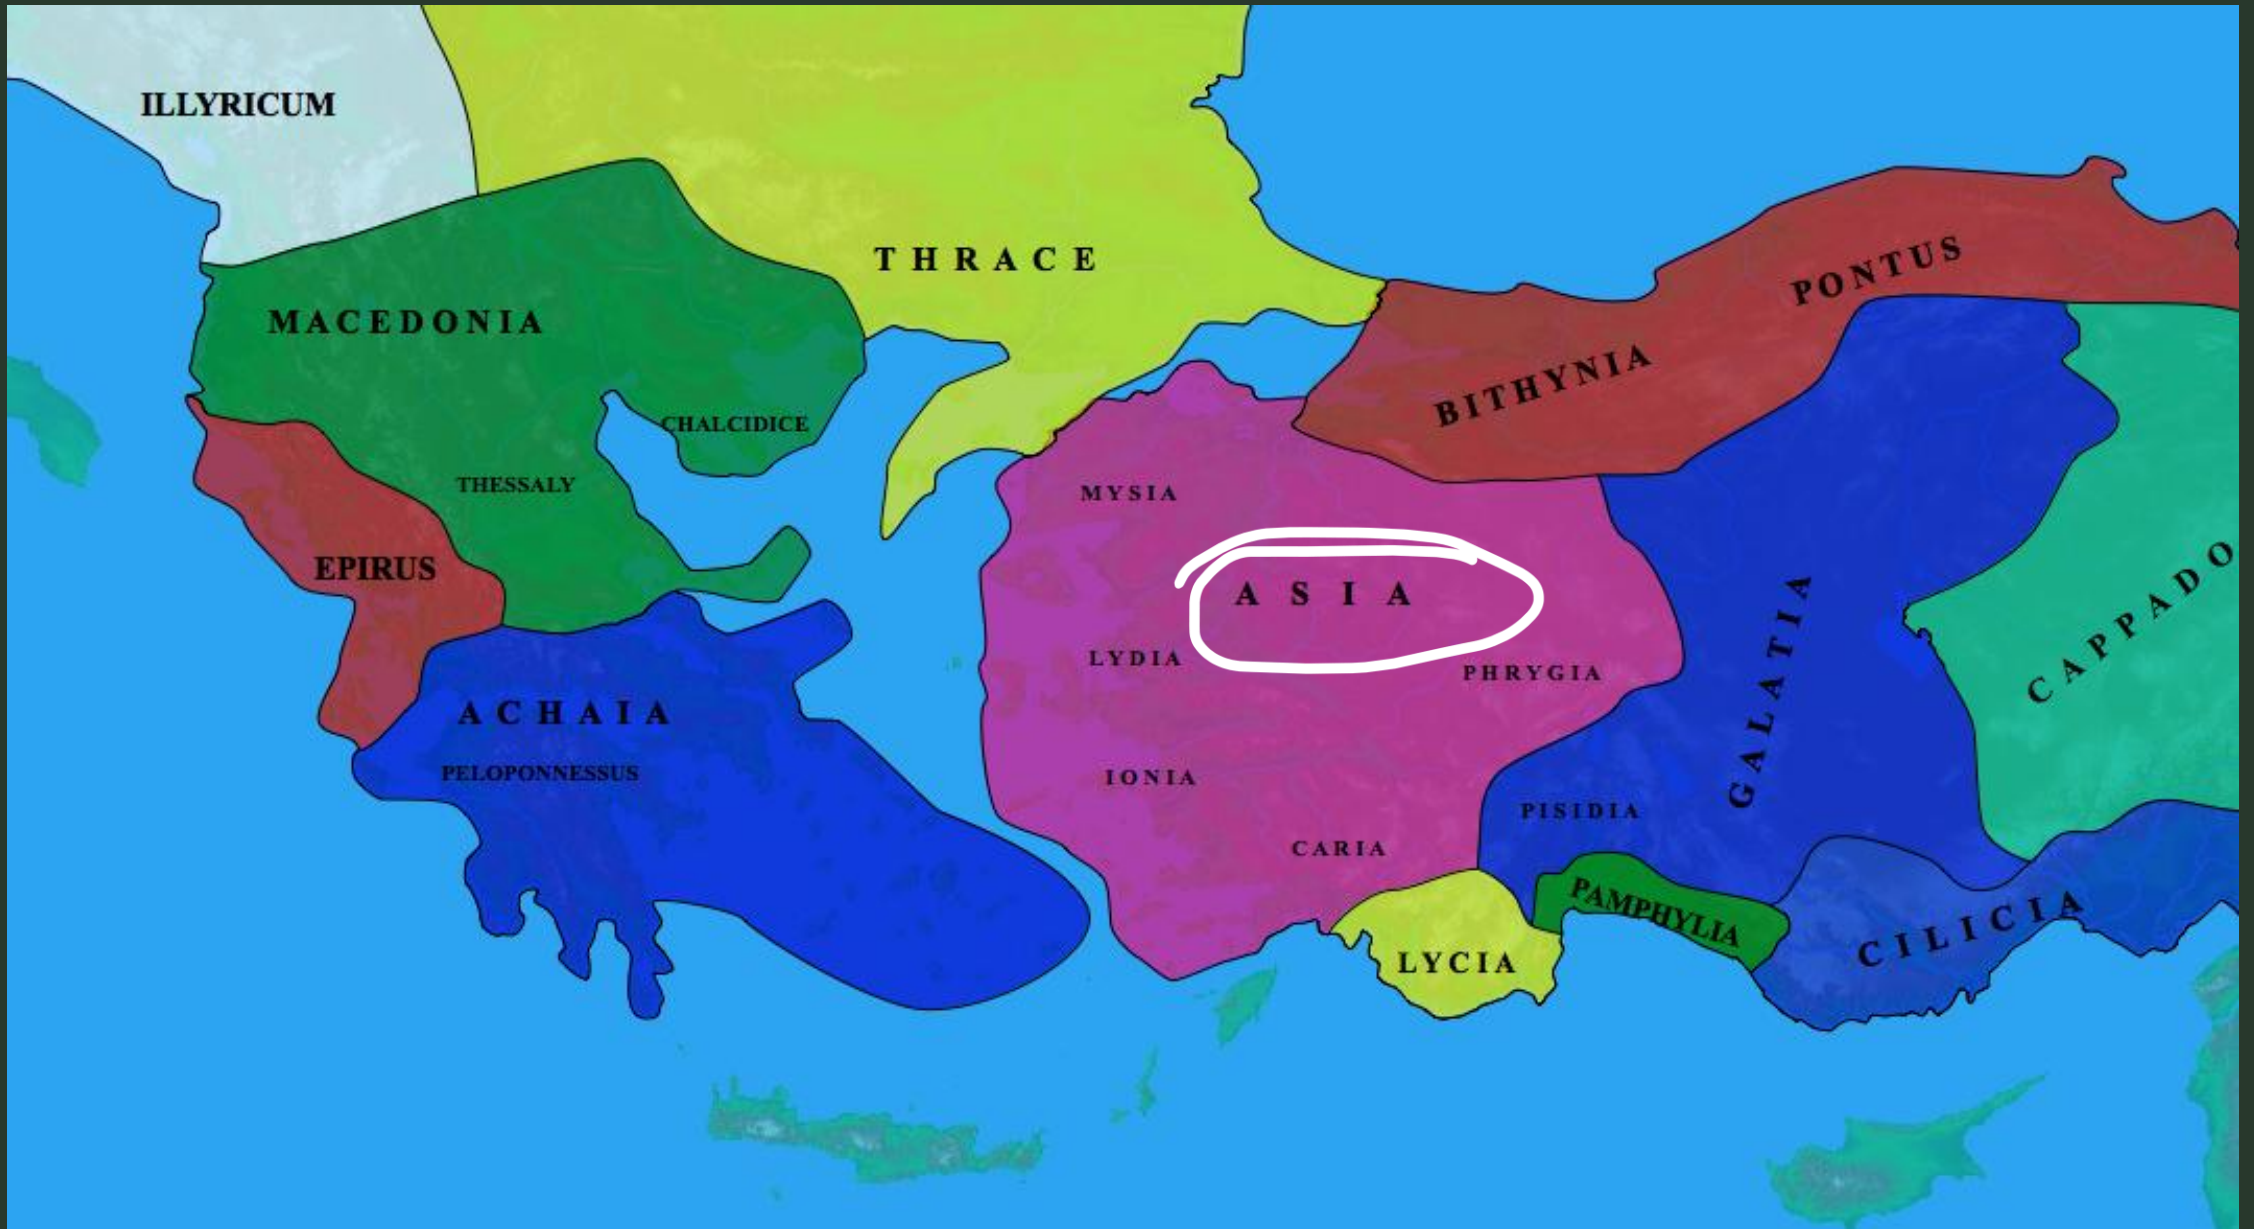 ILLYRICUM
THRACE
PONTUS
MACEDONIA
BITHYNIA
CHALCIDICE
THESSALY
MYSIA
EPIRUS
ASIA
GALATIA
CAPPADO
LYDIA
PHRYGIA
ACHAIA
PELOPONNESSUS
IONIA
PISIDIA
CARIA
PAMPHYLIA
CILICIA
LYCIA